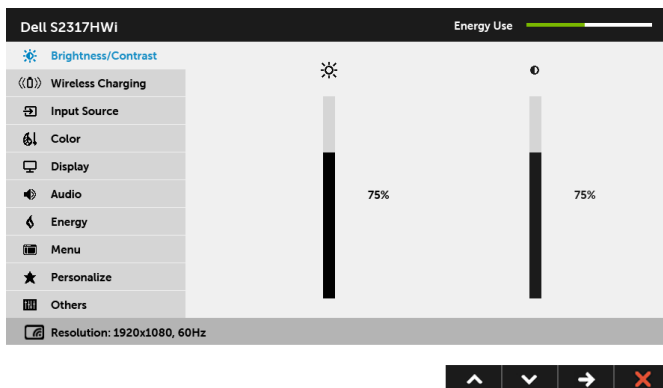 Dell S2317HWi
Energy Use
Brightness/Contrast
Wireless Charging
Input Source
Color
Display
Audio
Energy
Menu
Personalize
Others
75%
75%
Resolution: 1920x1080, 60Hz